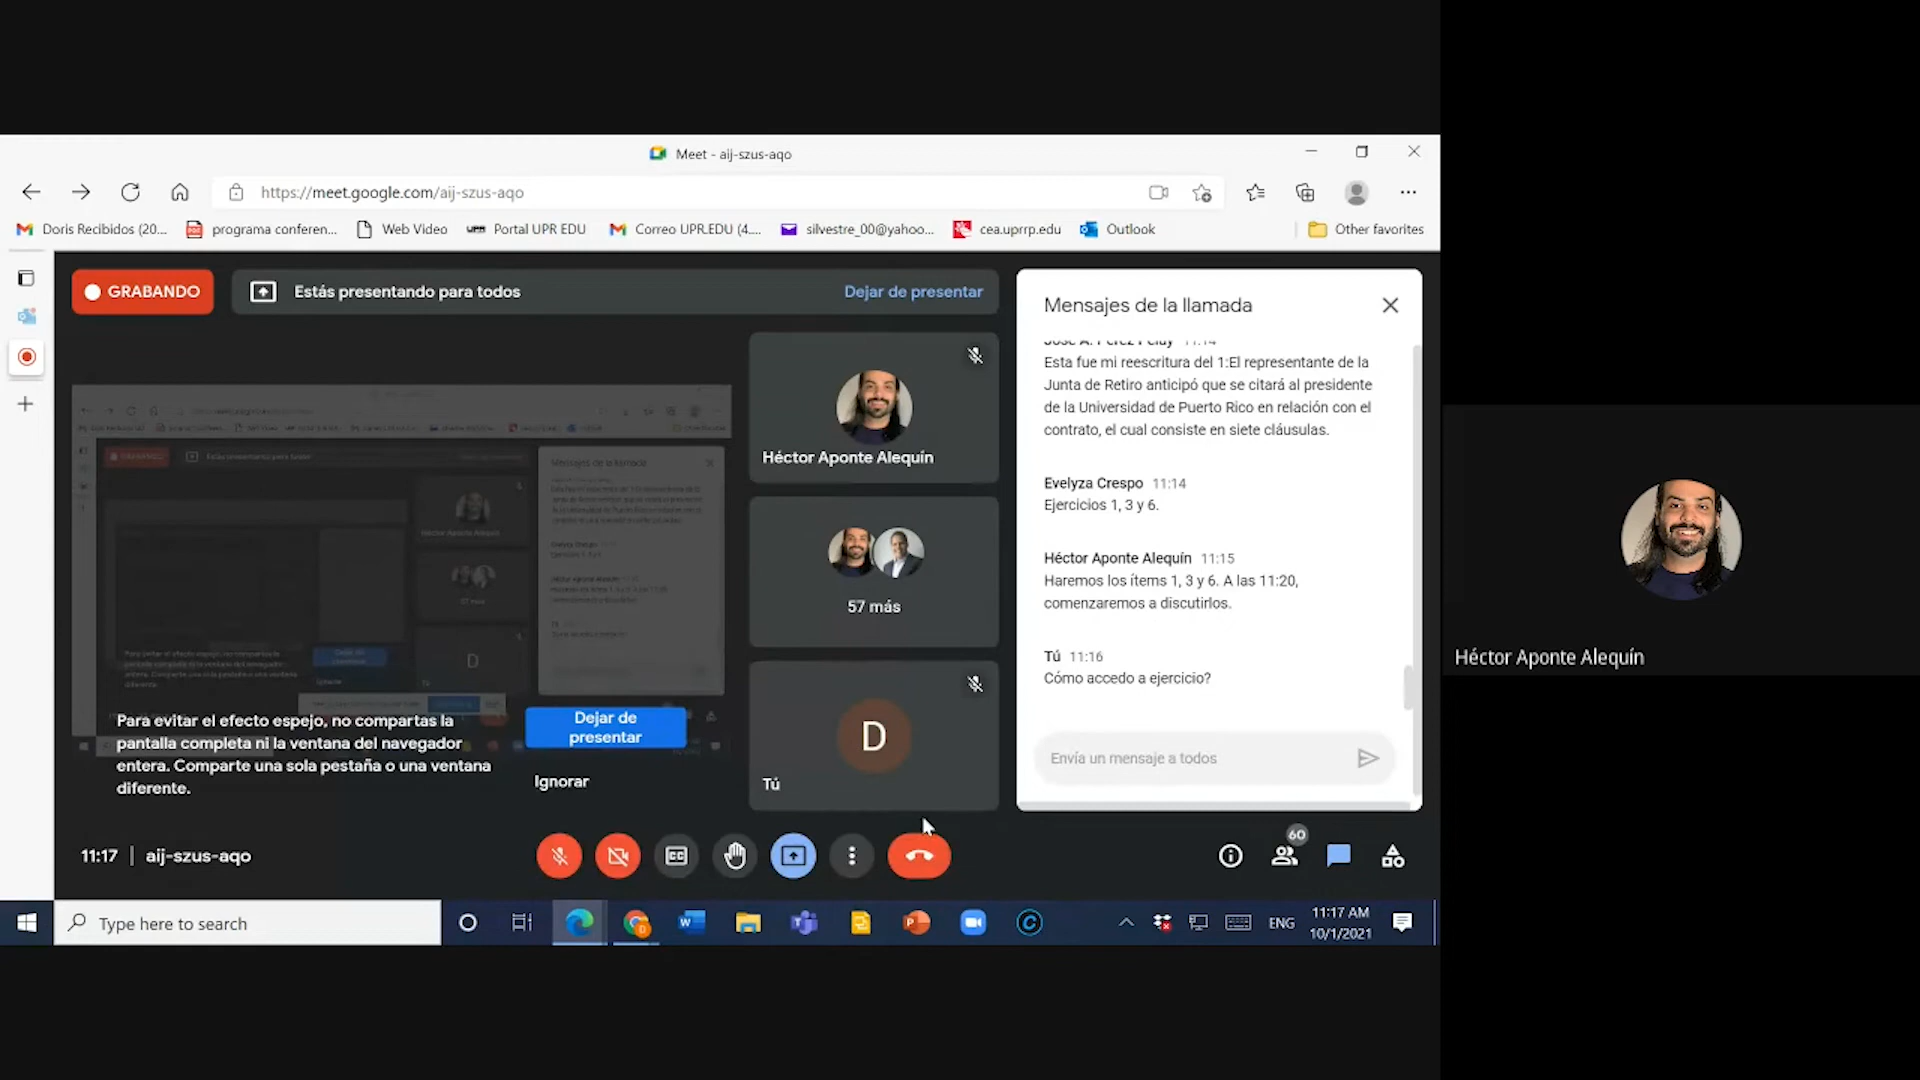 Meet - aij-szus-aqo
https://meet.google.com/aij-szus-aqo
Doris Recibidos (20...
programa conferen...
Web Video
Portal UPR EDU
Correo UPR.EDU (4....
silvestre_00@yahoo...
cea.uprrp.edu
Outlook
Other favorites
GRABANDO
Estás presentando para todos
Dejar de presentar
Mensajes de la llamada
Esta fue mi reescritura del 1:El representante de la
Junta de Retiro anticipó que se citará al presidente
de la Universidad de Puerto Rico en relación con el
contrato, el cual consiste en siete cláusulas.
Evelyza Crespo 11:14
Ejercicios 1, 3 y 6.
Héctor Aponte Alequín 11:15
Haremos los ítems 1, 3 y 6. A las 11:20,
comenzaremos a discutirlos.
Tú 11:16
Cómo accedo a ejercicio?
Envía un mensaje a todos
Héctor Aponte Alequín
57 más
D
Tú
Para evitar el efecto espejo, no compartas la
pantalla completa ni la ventana del navegador
entera. Comparte una sola pestaña o una ventana
diferente.
Dejar de
presentar
Ignorar
11:17 | aij-szus-aqo
60
Type here to search
ENG
11:17 AM
10/1/2021
Héctor Aponte Alequín